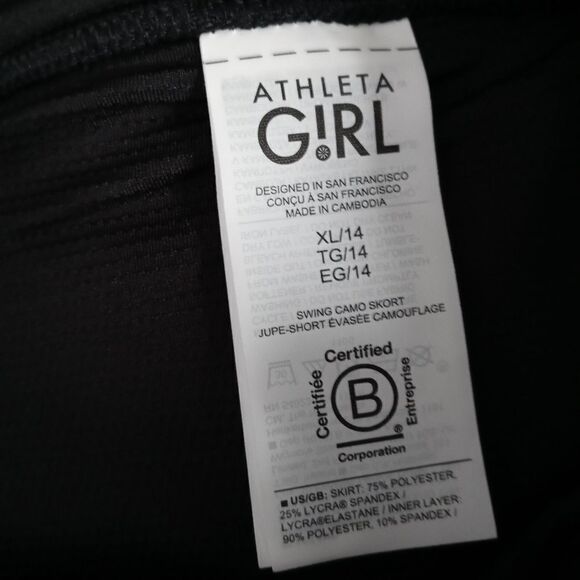 ATHLETA
G!RL
DESIGNED IN SAN FRANCISCO
CONÇU À SAN FRANCISCO
MADE IN CAMBODIA
XL/14
TG/14
EG/14
SWING CAMO SKORT
JUPE-SHORT ÉVASÉE CAMOUFLAGE
Certified
Certifiée
B
Entreprise
®
Corporation
■ US/GB: SKIRT: 75% POLYESTER,
25% LYCRA® SPANDEX /
LYCRA®ELASTANE / INNER LAYER:
90% POLYESTER, 10% SPANDEX /